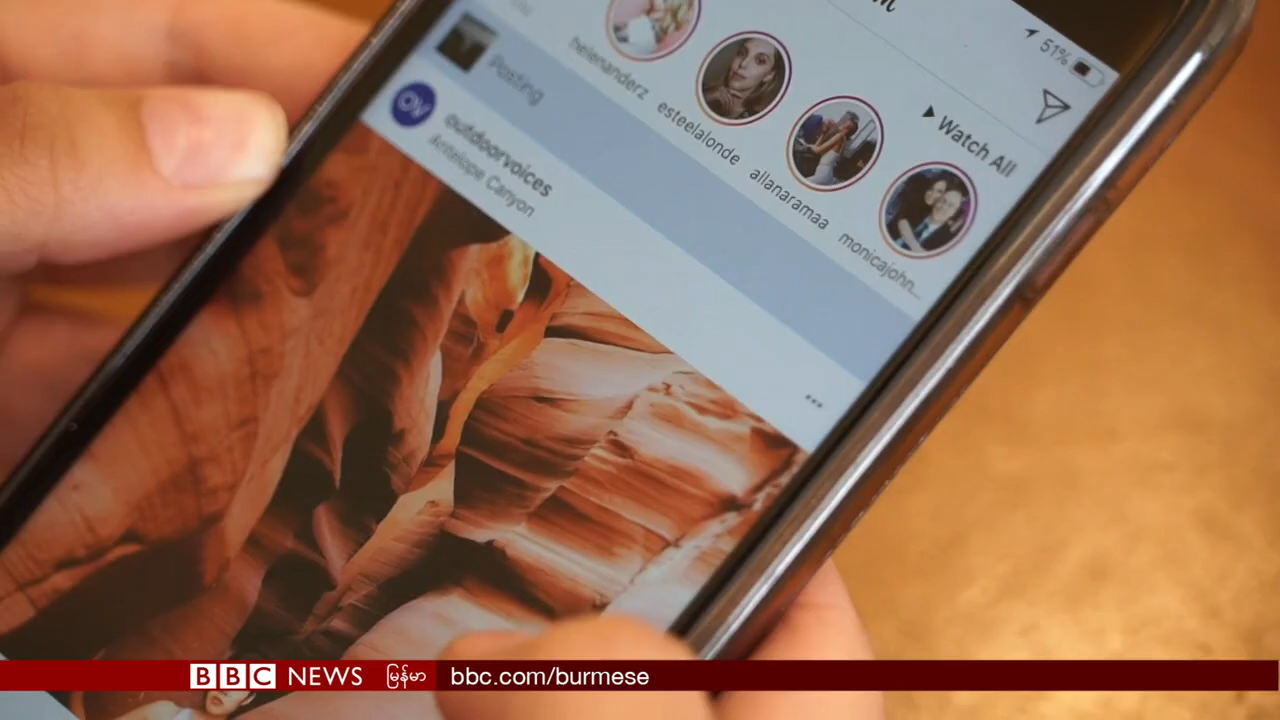 51%
Watch All
helenanderz
esteelalonde
allanaramaa
monicajohn...
Posting
OV
outdoorvoices
Antelope Canyon
BBC NEWS မြန်မာ bbc.com/burmese